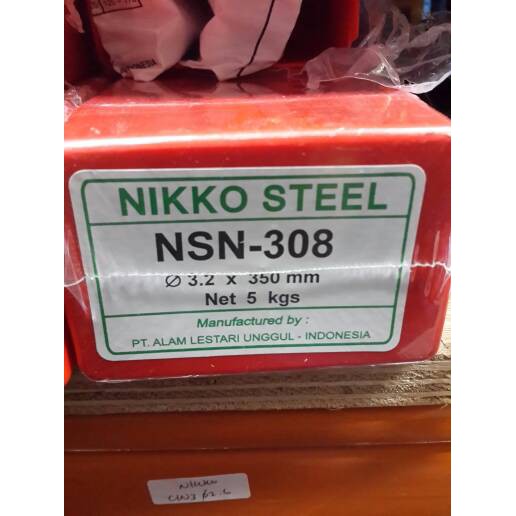 NIKKO STEEL
NSN-308
Ø 3.2 x 350 mm
Net 5 kgs
Manufactured by :
PT. ALAM LESTARI UNGGUL - INDONESIA